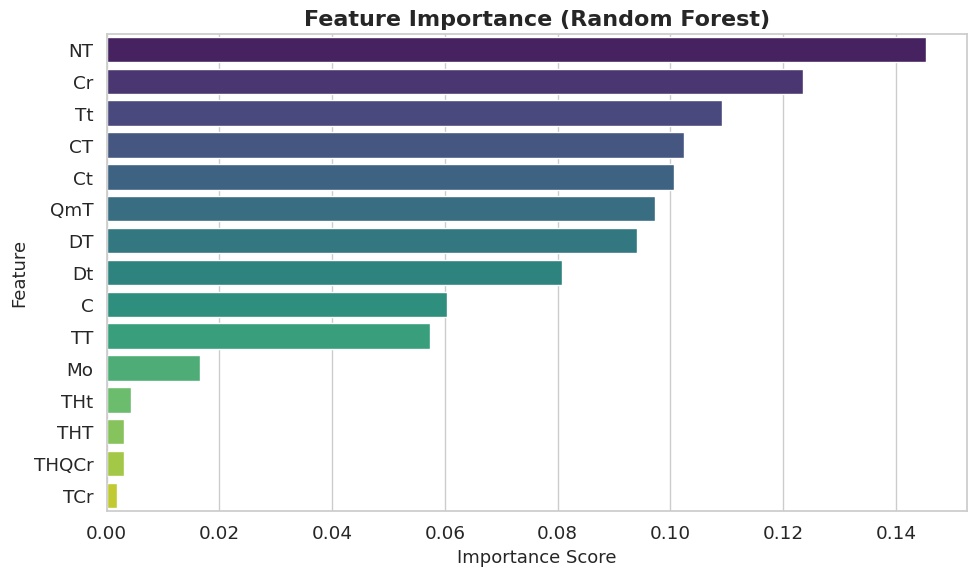 Feature Importance (Random Forest)
NT
Cr
Tt
CT
Ct
QmT
DT
Dt
C
TT
Mo
THt
THT
THQCr
TCr
Feature
0.00 0.02 0.04 0.06 0.08 0.10 0.12 0.14
Importance Score